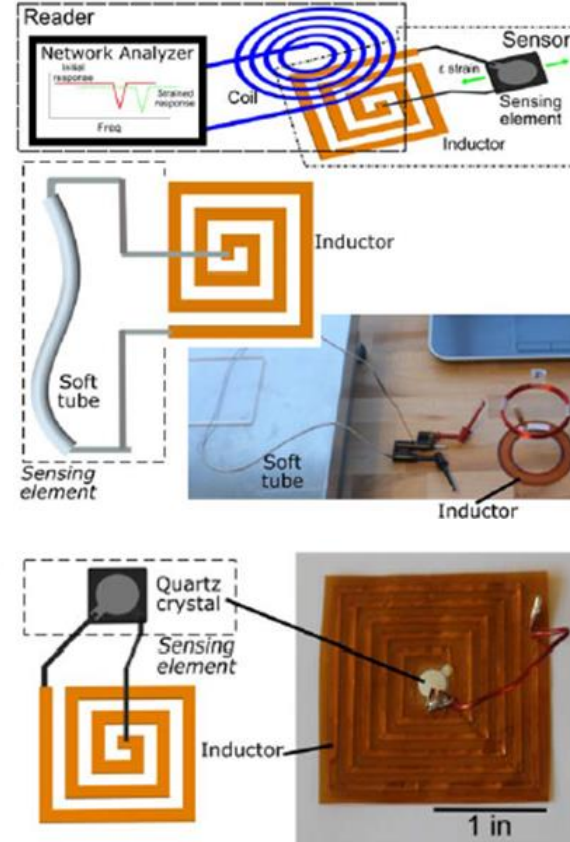 Reader
Network Analyzer
Initial
response
Strained
response
Freq
Coil
Sensor
ε strain
Sensing
element
Inductor
Inductor
Soft
tube
Sensing
element
Soft
tube
Inductor
Quartz
crystal
Sensing
element
Inductor
1 in